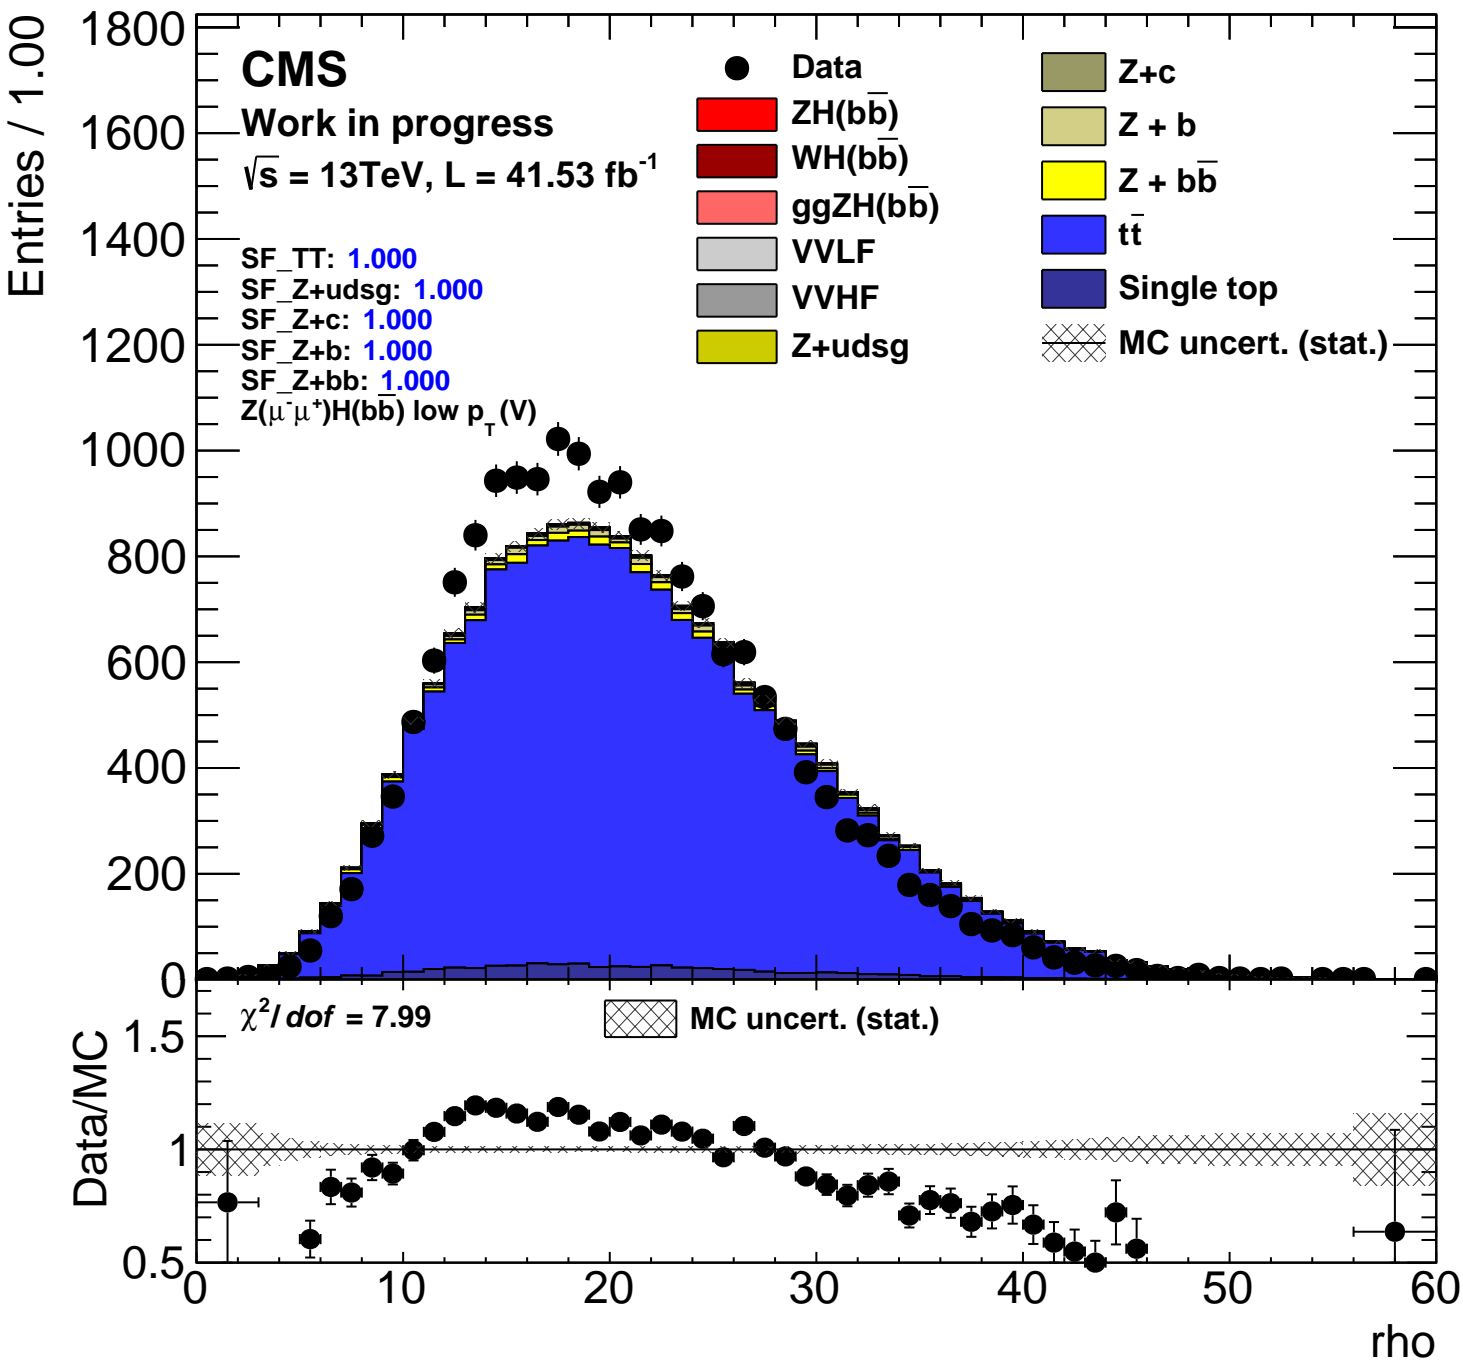 Entries / 1.00
1800
1600
1400
1200
1000
800
600
400
200
0
CMS
Work in progress
√s = 13TeV, L = 41.53 fb⁻¹
SF_TT: 1.000
SF_Z+udsg: 1.000
SF_Z+c: 1.000
SF_Z+b: 1.000
SF_Z+bb: 1.000
Z(μ⁻μ⁺)H(bb̅) low p_T(V)
Data
ZH(bb̅)
WH(bb̅)
ggZH(bb̅)
VVLF
VVHF
Z+udsg
Z+c
Z + b
Z + bb̅
tt̅
Single top
MC uncert. (stat.)
Data/MC
1.5
1
0.5
χ²/dof = 7.99
MC uncert. (stat.)
0 10 20 30 40 50 60
rho